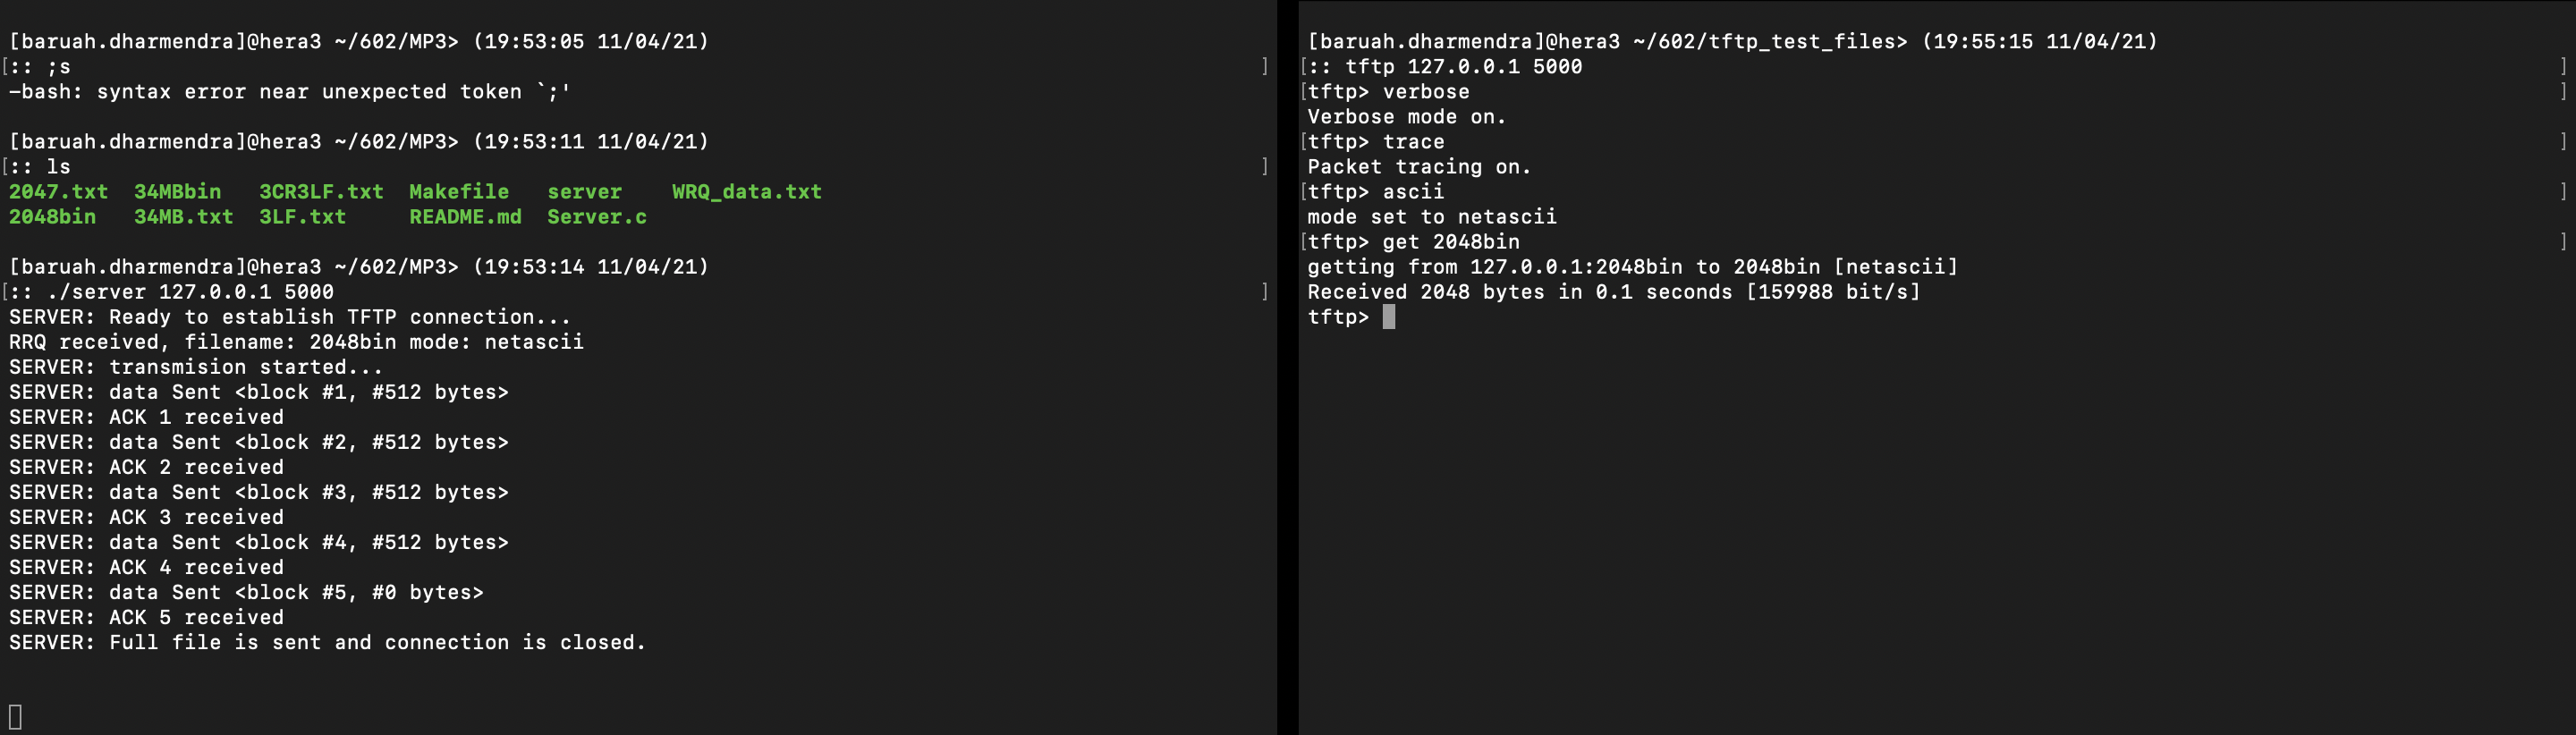 [baruah.dharmendra]@hera3 ~/602/MP3> (19:53:05 11/04/21)
[:: ;s ]
-bash: syntax error near unexpected token `;'
[baruah.dharmendra]@hera3 ~/602/MP3> (19:53:11 11/04/21)
[:: ls ]
2047.txt 34MBbin 3CR3LF.txt Makefile server WRQ_data.txt
2048bin 34MB.txt 3LF.txt README.md Server.c
[baruah.dharmendra]@hera3 ~/602/MP3> (19:53:14 11/04/21)
[:: ./server 127.0.0.1 5000 ]
SERVER: Ready to establish TFTP connection...
RRQ received, filename: 2048bin mode: netascii
SERVER: transmision started...
SERVER: data Sent <block #1, #512 bytes>
SERVER: ACK 1 received
SERVER: data Sent <block #2, #512 bytes>
SERVER: ACK 2 received
SERVER: data Sent <block #3, #512 bytes>
SERVER: ACK 3 received
SERVER: data Sent <block #4, #512 bytes>
SERVER: ACK 4 received
SERVER: data Sent <block #5, #0 bytes>
SERVER: ACK 5 received
SERVER: Full file is sent and connection is closed.
[baruah.dharmendra]@hera3 ~/602/tftp_test_files> (19:55:15 11/04/21)
[:: tftp 127.0.0.1 5000 ]
[tftp> verbose ]
Verbose mode on.
[tftp> trace ]
Packet tracing on.
[tftp> ascii ]
mode set to netascii
[tftp> get 2048bin ]
getting from 127.0.0.1:2048bin to 2048bin [netascii]
Received 2048 bytes in 0.1 seconds [159988 bit/s]
tftp>